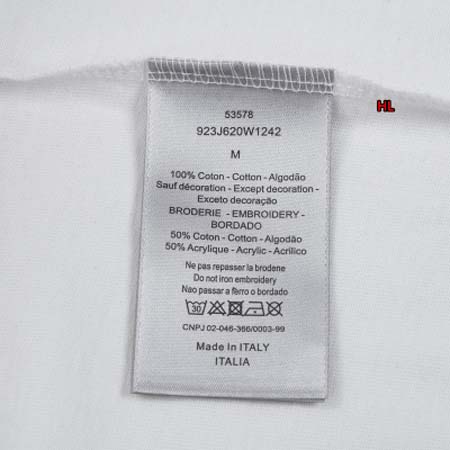 53578
923J620W1242
M
100% Coton - Cotton - Algodão
Sauf décoration - Except decoration -
Exceto decoração
BRODERIE - EMBROIDERY -
BORDADO
50% Coton - Cotton - Algodão
50% Acrylique - Acrylic - Acrílico
Ne pas repasser la broderie
Do not iron embroidery
Nao passar a ferro o bordado
30
CNPJ 02-046-366/0003-99
Made in ITALY
ITALIA
HL